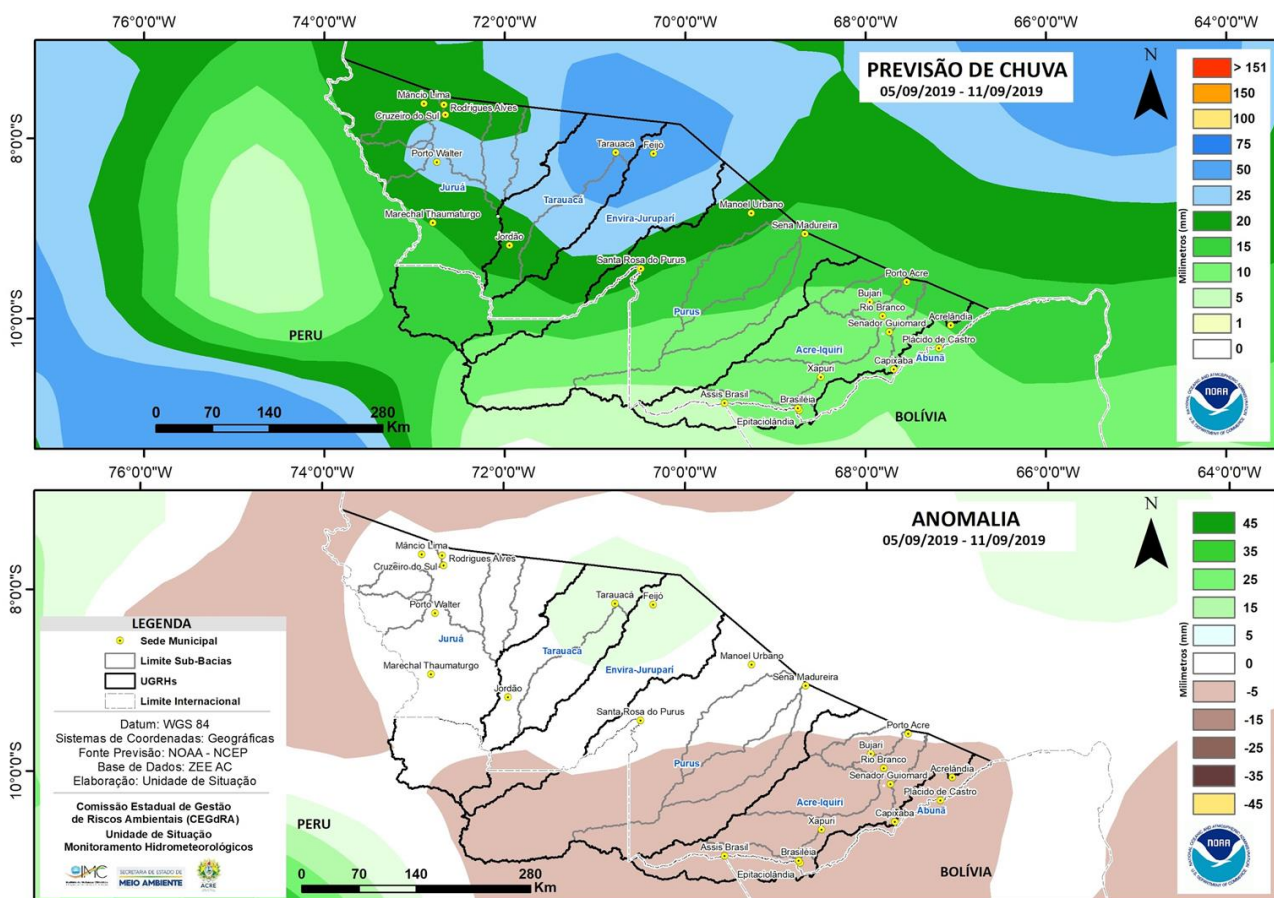 76°0'0"W 74°0'0"W 72°0'0"W 70°0'0"W 68°0'0"W 66°0'0"W 64°0'0"W
8°0'0"S
10°0'0"S
PREVISÃO DE CHUVA
05/09/2019 - 11/09/2019
N
Milímetros (mm)
> 151
150
100
75
50
25
20
15
10
5
1
0
Mâncio Lima
Rodrigues Alves
Cruzeiro do Sul
Porto Walter
Juruá
Marechal Thaumaturgo
Jordão
Tarauacá
Feijó
Tarauacá
Envira-Jurupari
Manoel Urbano
Sena Madureira
Santa Rosa do Purus
Purus
Porto Acre
Bujari
Rio Branco
Senador Guiomard
Acrelândia
Plácido de Castro
Acre-Iquiri
Abunã
Xapuri
Capixaba
Assis Brasil
Brasiléia
Epitaciolândia
PERU
BOLÍVIA
0 70 140 280
Km
NOAA
76°0'0"W 74°0'0"W 72°0'0"W 70°0'0"W 68°0'0"W 66°0'0"W 64°0'0"W
8°0'0"S
10°0'0"S
ANOMALIA
05/09/2019 - 11/09/2019
N
Milímetros (mm)
45
35
25
15
5
0
-5
-15
-25
-35
-45
Mâncio Lima
Rodrigues Alves
Cruzeiro do Sul
Porto Walter
Juruá
Marechal Thaumaturgo
Jordão
Tarauacá
Feijó
Tarauacá
Envira-Juruparí
Manoel Urbano
Sena Madureira
Santa Rosa do Purus
Purus
Porto Acre
Bujari
Rio Branco
Senador Guiomard
Acrelândia
Plácido de Castro
Acre-Iquiri
Abunã
Xapuri
Capixaba
Assis Brasil
Brasiléia
Epitaciolândia
PERU
BOLÍVIA
0 70 140 280
Km
NOAA
LEGENDA
Sede Municipal
Limite Sub-Bacias
UGRHs
Limite Internacional
Datum: WGS 84
Sistemas de Coordenadas: Geográficas
Fonte Previsão: NOAA - NCEP
Base de Dados: ZEE AC
Elaboração: Unidade de Situação
Comissão Estadual de Gestão
de Riscos Ambientais (CEGdRA)
Unidade de Situação
Monitoramento Hidrometeorológicos
IMC
SECRETARIA DE ESTADO DE
MEIO AMBIENTE
ACRE